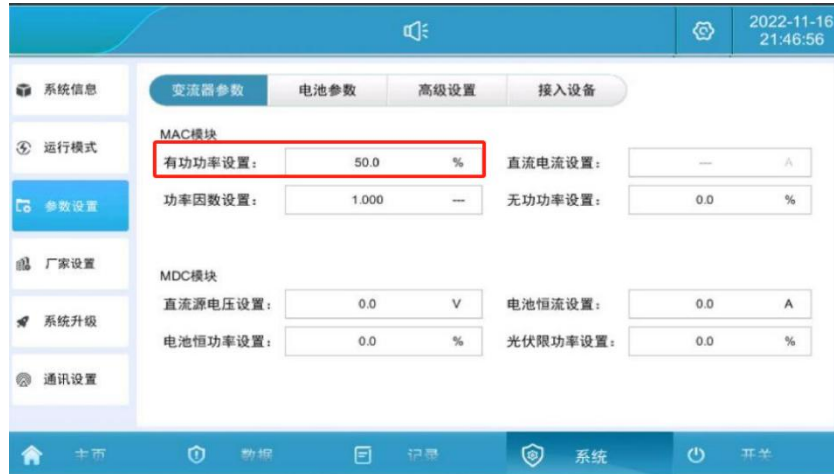 2022-11-16
21:46:56
系统信息
变流器参数 电池参数 高级设置 接入设备
MAC模块
运行模式
有功功率设置： 50.0 % 直流电流设置： --- A
参数设置
功率因数设置： 1.000 --- 无功功率设置： 0.0 %
厂家设置
MDC模块
直流源电压设置： 0.0 V 电池恒流设置： 0.0 A
系统升级
电池恒功率设置： 0.0 % 光伏限功率设置： 0.0 %
通讯设置
主页 数据 记录 系统 开关